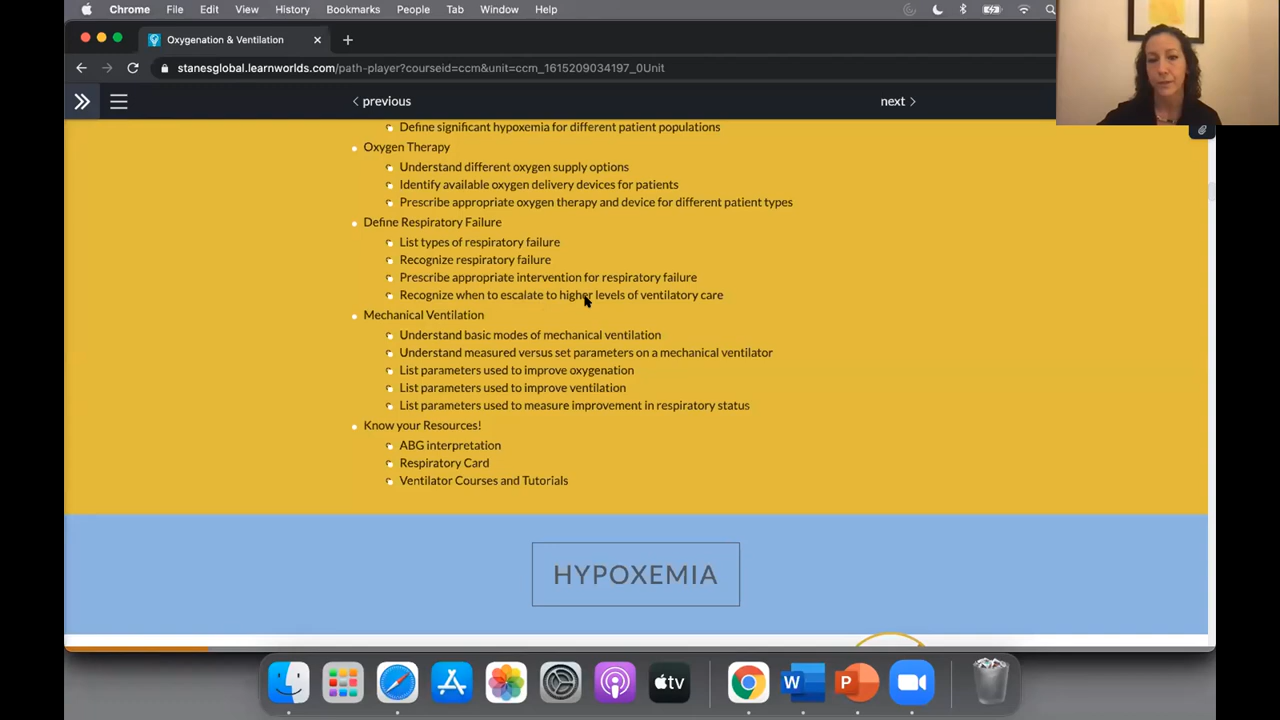 Chrome File Edit View History Bookmarks People Tab Window Help
Oxygenation & Ventilation
stanesglobal.learnworlds.com/path-player?courseid=ccm&unit=ccm_1615209034197_0Unit
previous
next
Define significant hypoxemia for different patient populations
Oxygen Therapy
Understand different oxygen supply options
Identify available oxygen delivery devices for patients
Prescribe appropriate oxygen therapy and device for different patient types
Define Respiratory Failure
List types of respiratory failure
Recognize respiratory failure
Prescribe appropriate intervention for respiratory failure
Recognize when to escalate to higher levels of ventilatory care
Mechanical Ventilation
Understand basic modes of mechanical ventilation
Understand measured versus set parameters on a mechanical ventilator
List parameters used to improve oxygenation
List parameters used to improve ventilation
List parameters used to measure improvement in respiratory status
Know your Resources!
ABG interpretation
Respiratory Card
Ventilator Courses and Tutorials
HYPOXEMIA
tv
W
P